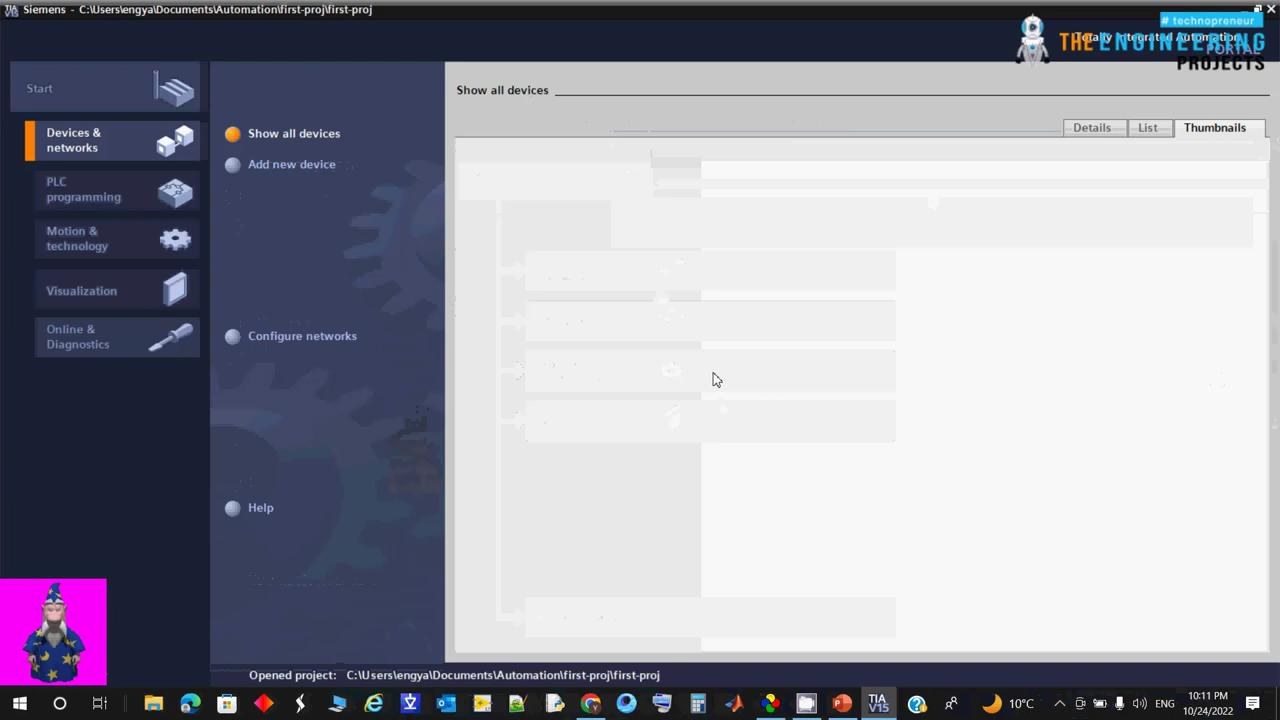 TIA
V15
Siemens - C:\Users\engya\Documents\Automation\first-proj\first-proj
# technopreneur
Totally Integrated Automation
PORTAL
THE ENGINEERING
PROJECTS
Start
Devices &
networks
PLC
programming
Motion &
technology
Visualization
Online &
Diagnostics
Show all devices
Add new device
Configure networks
Help
Show all devices
Details
List
Thumbnails
Opened project: C:\Users\engya\Documents\Automation\first-proj\first-proj
TIA
V15
10°C
ENG
10:11 PM
10/24/2022